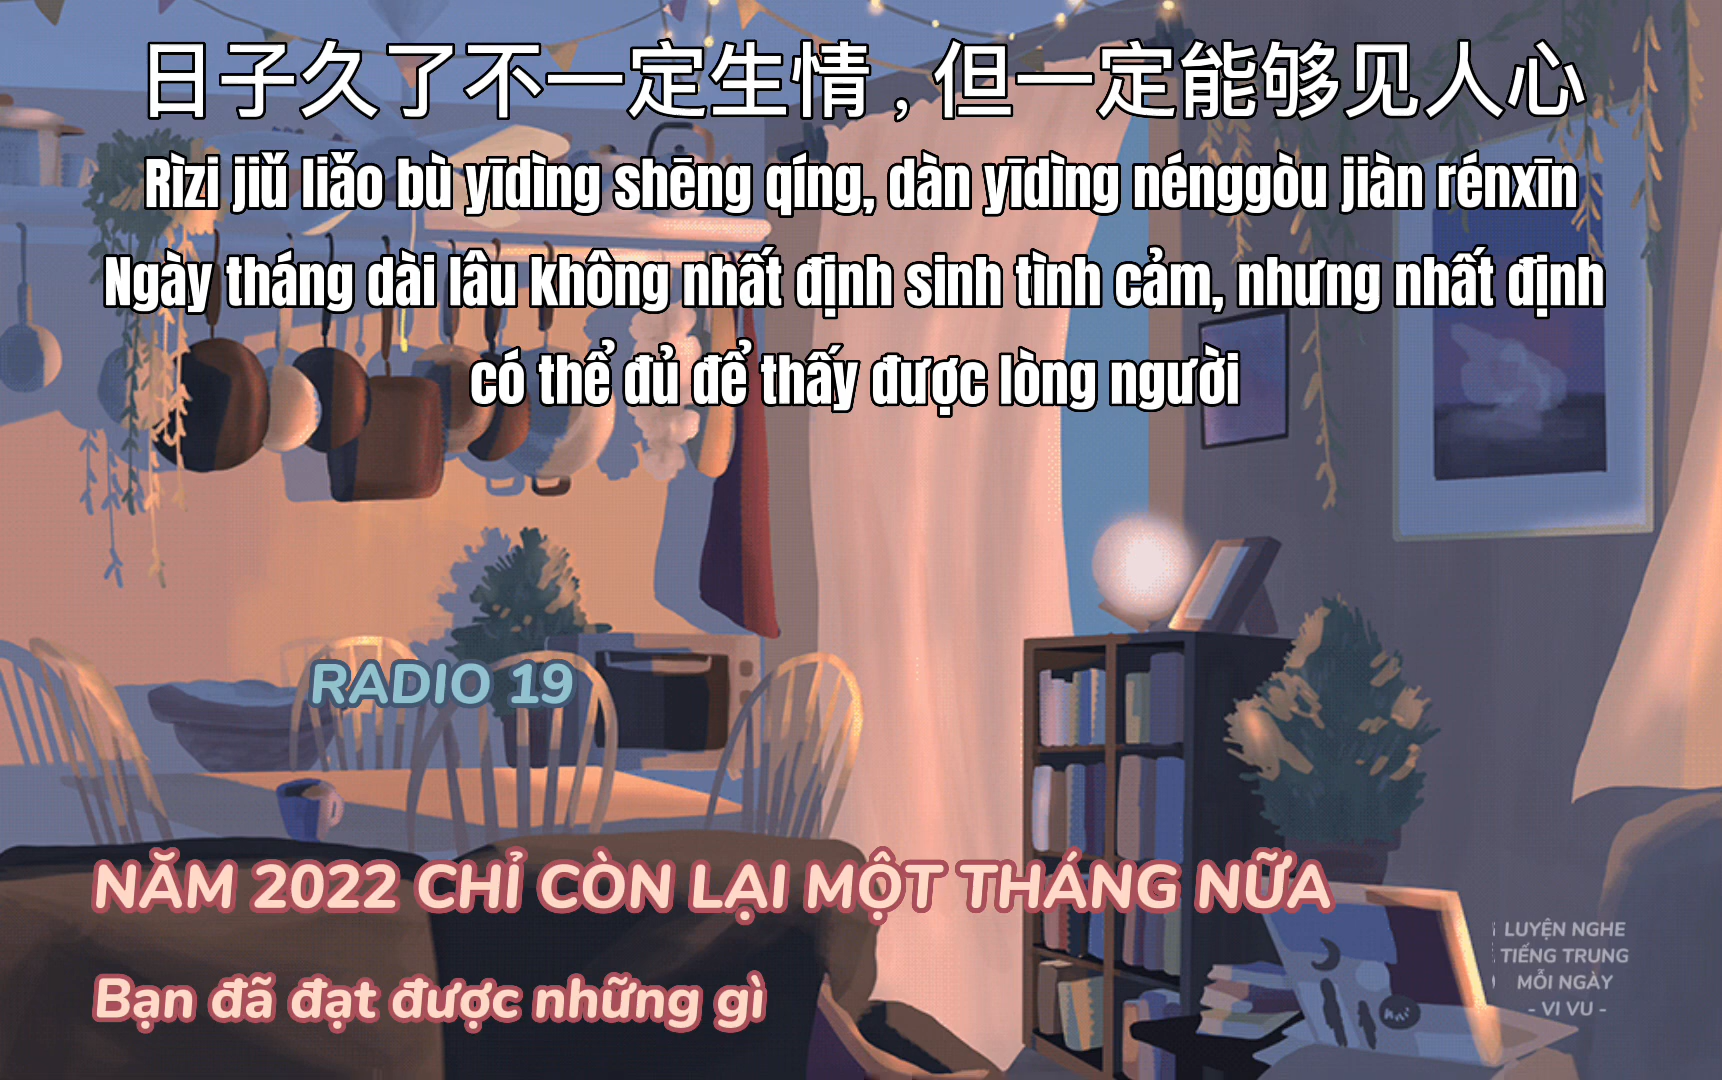 日子久了不一定生情，但一定能够见人心
Rìzi jiǔ liǎo bù yīdìng shēng qíng, dàn yīdìng nénggòu jiàn rénxīn
Ngày tháng dài lâu không nhất định sinh tình cảm, nhưng nhất định
có thể đủ để thấy được lòng người
RADIO 19
NĂM 2022 CHỈ CÒN LẠI MỘT THÁNG NỮA
Bạn đã đạt được những gì
LUYỆN NGHE
TIẾNG TRUNG
MỖI NGÀY
- VI VU -